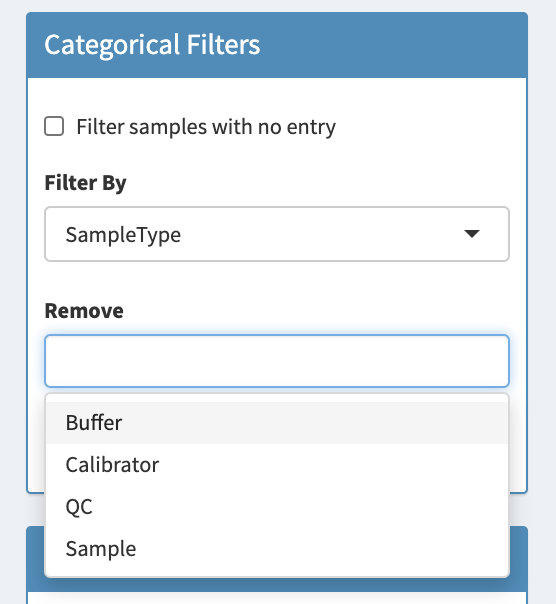 Categorical Filters
Filter samples with no entry
Filter By
SampleType
Remove
Buffer
Calibrator
QC
Sample